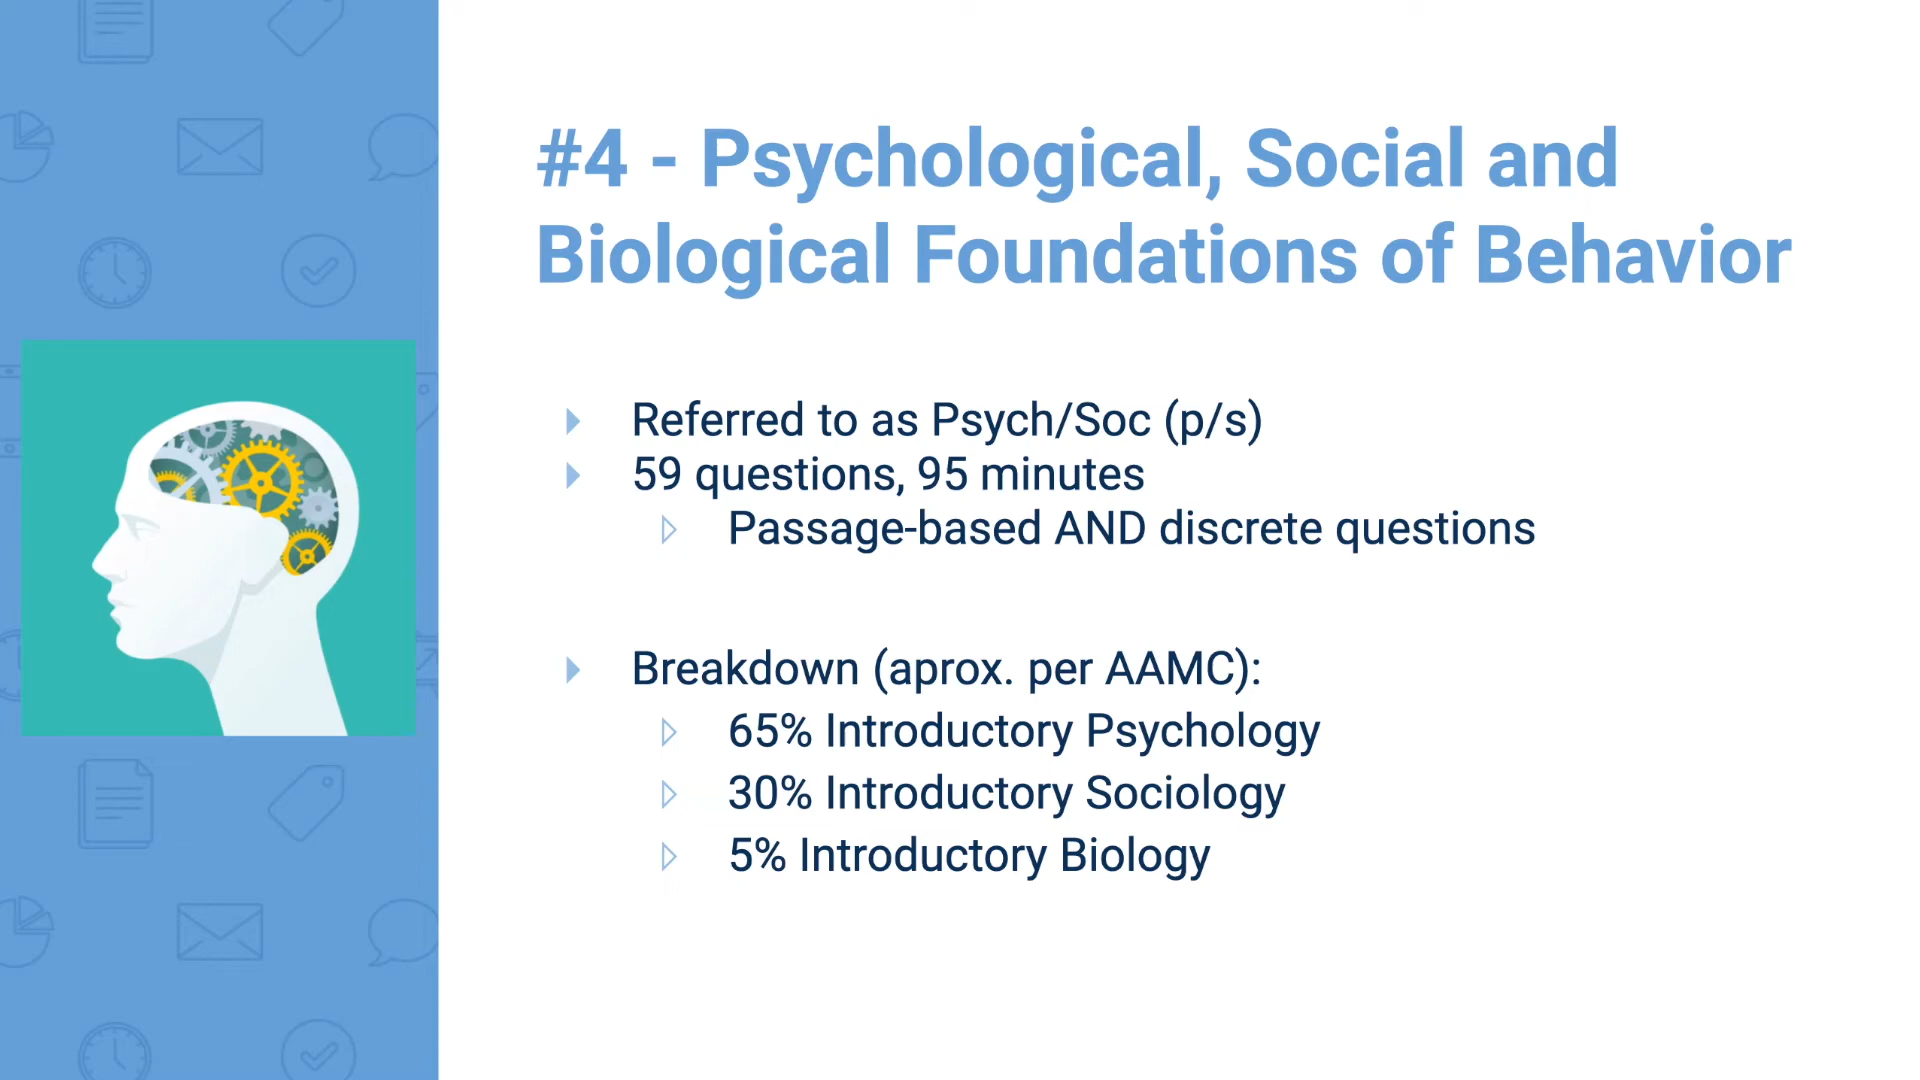 #4 - Psychological, Social and
Biological Foundations of Behavior
Referred to as Psych/Soc (p/s)
59 questions, 95 minutes
Passage-based AND discrete questions
Breakdown (aprox. per AAMC):
65% Introductory Psychology
30% Introductory Sociology
5% Introductory Biology